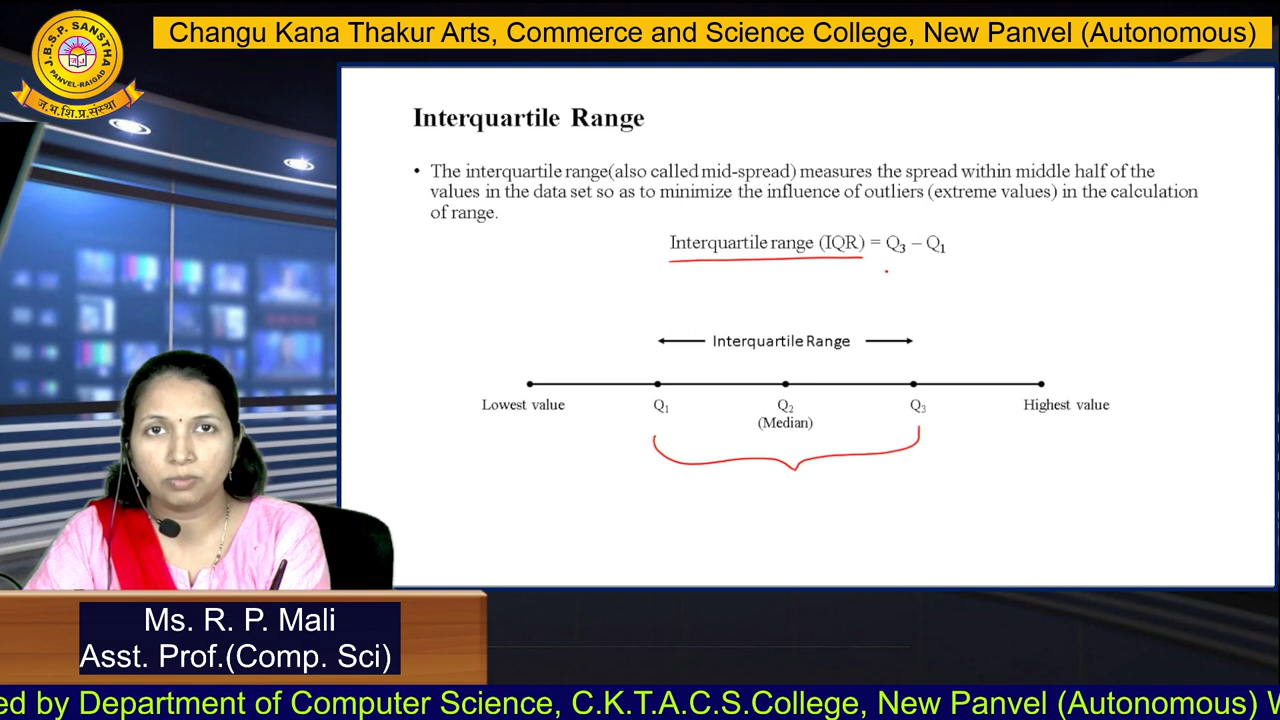 J.B.S.P. SANSTHA
PANVEL-RAIGAD
ज.भ.शि.प्र.संस्था
Changu Kana Thakur Arts, Commerce and Science College, New Panvel (Autonomous)
Interquartile Range
• The interquartile range(also called mid-spread) measures the spread within middle half of the
values in the data set so as to minimize the influence of outliers (extreme values) in the calculation
of range.
Interquartile range (IQR) = Q3 – Q1
Interquartile Range
Lowest value Q1 Q2 Q3 Highest value
(Median)
Ms. R. P. Mali
Asst. Prof.(Comp. Sci)
ed by Department of Computer Science, C.K.T.A.C.S.College, New Panvel (Autonomous) W